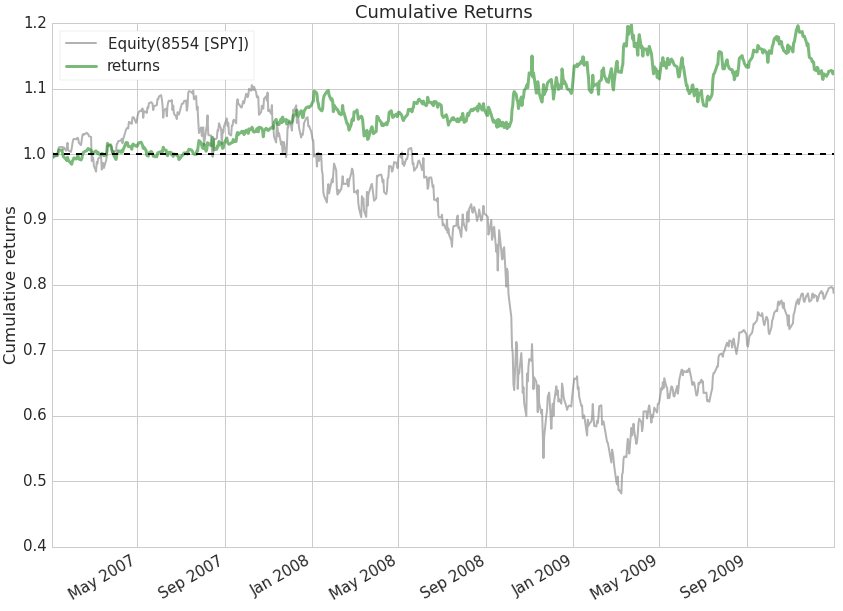 Cumulative Returns
Equity(8554 [SPY])
returns
Cumulative returns
1.2
1.1
1.0
0.9
0.8
0.7
0.6
0.5
0.4
May 2007
Sep 2007
Jan 2008
May 2008
Sep 2008
Jan 2009
May 2009
Sep 2009